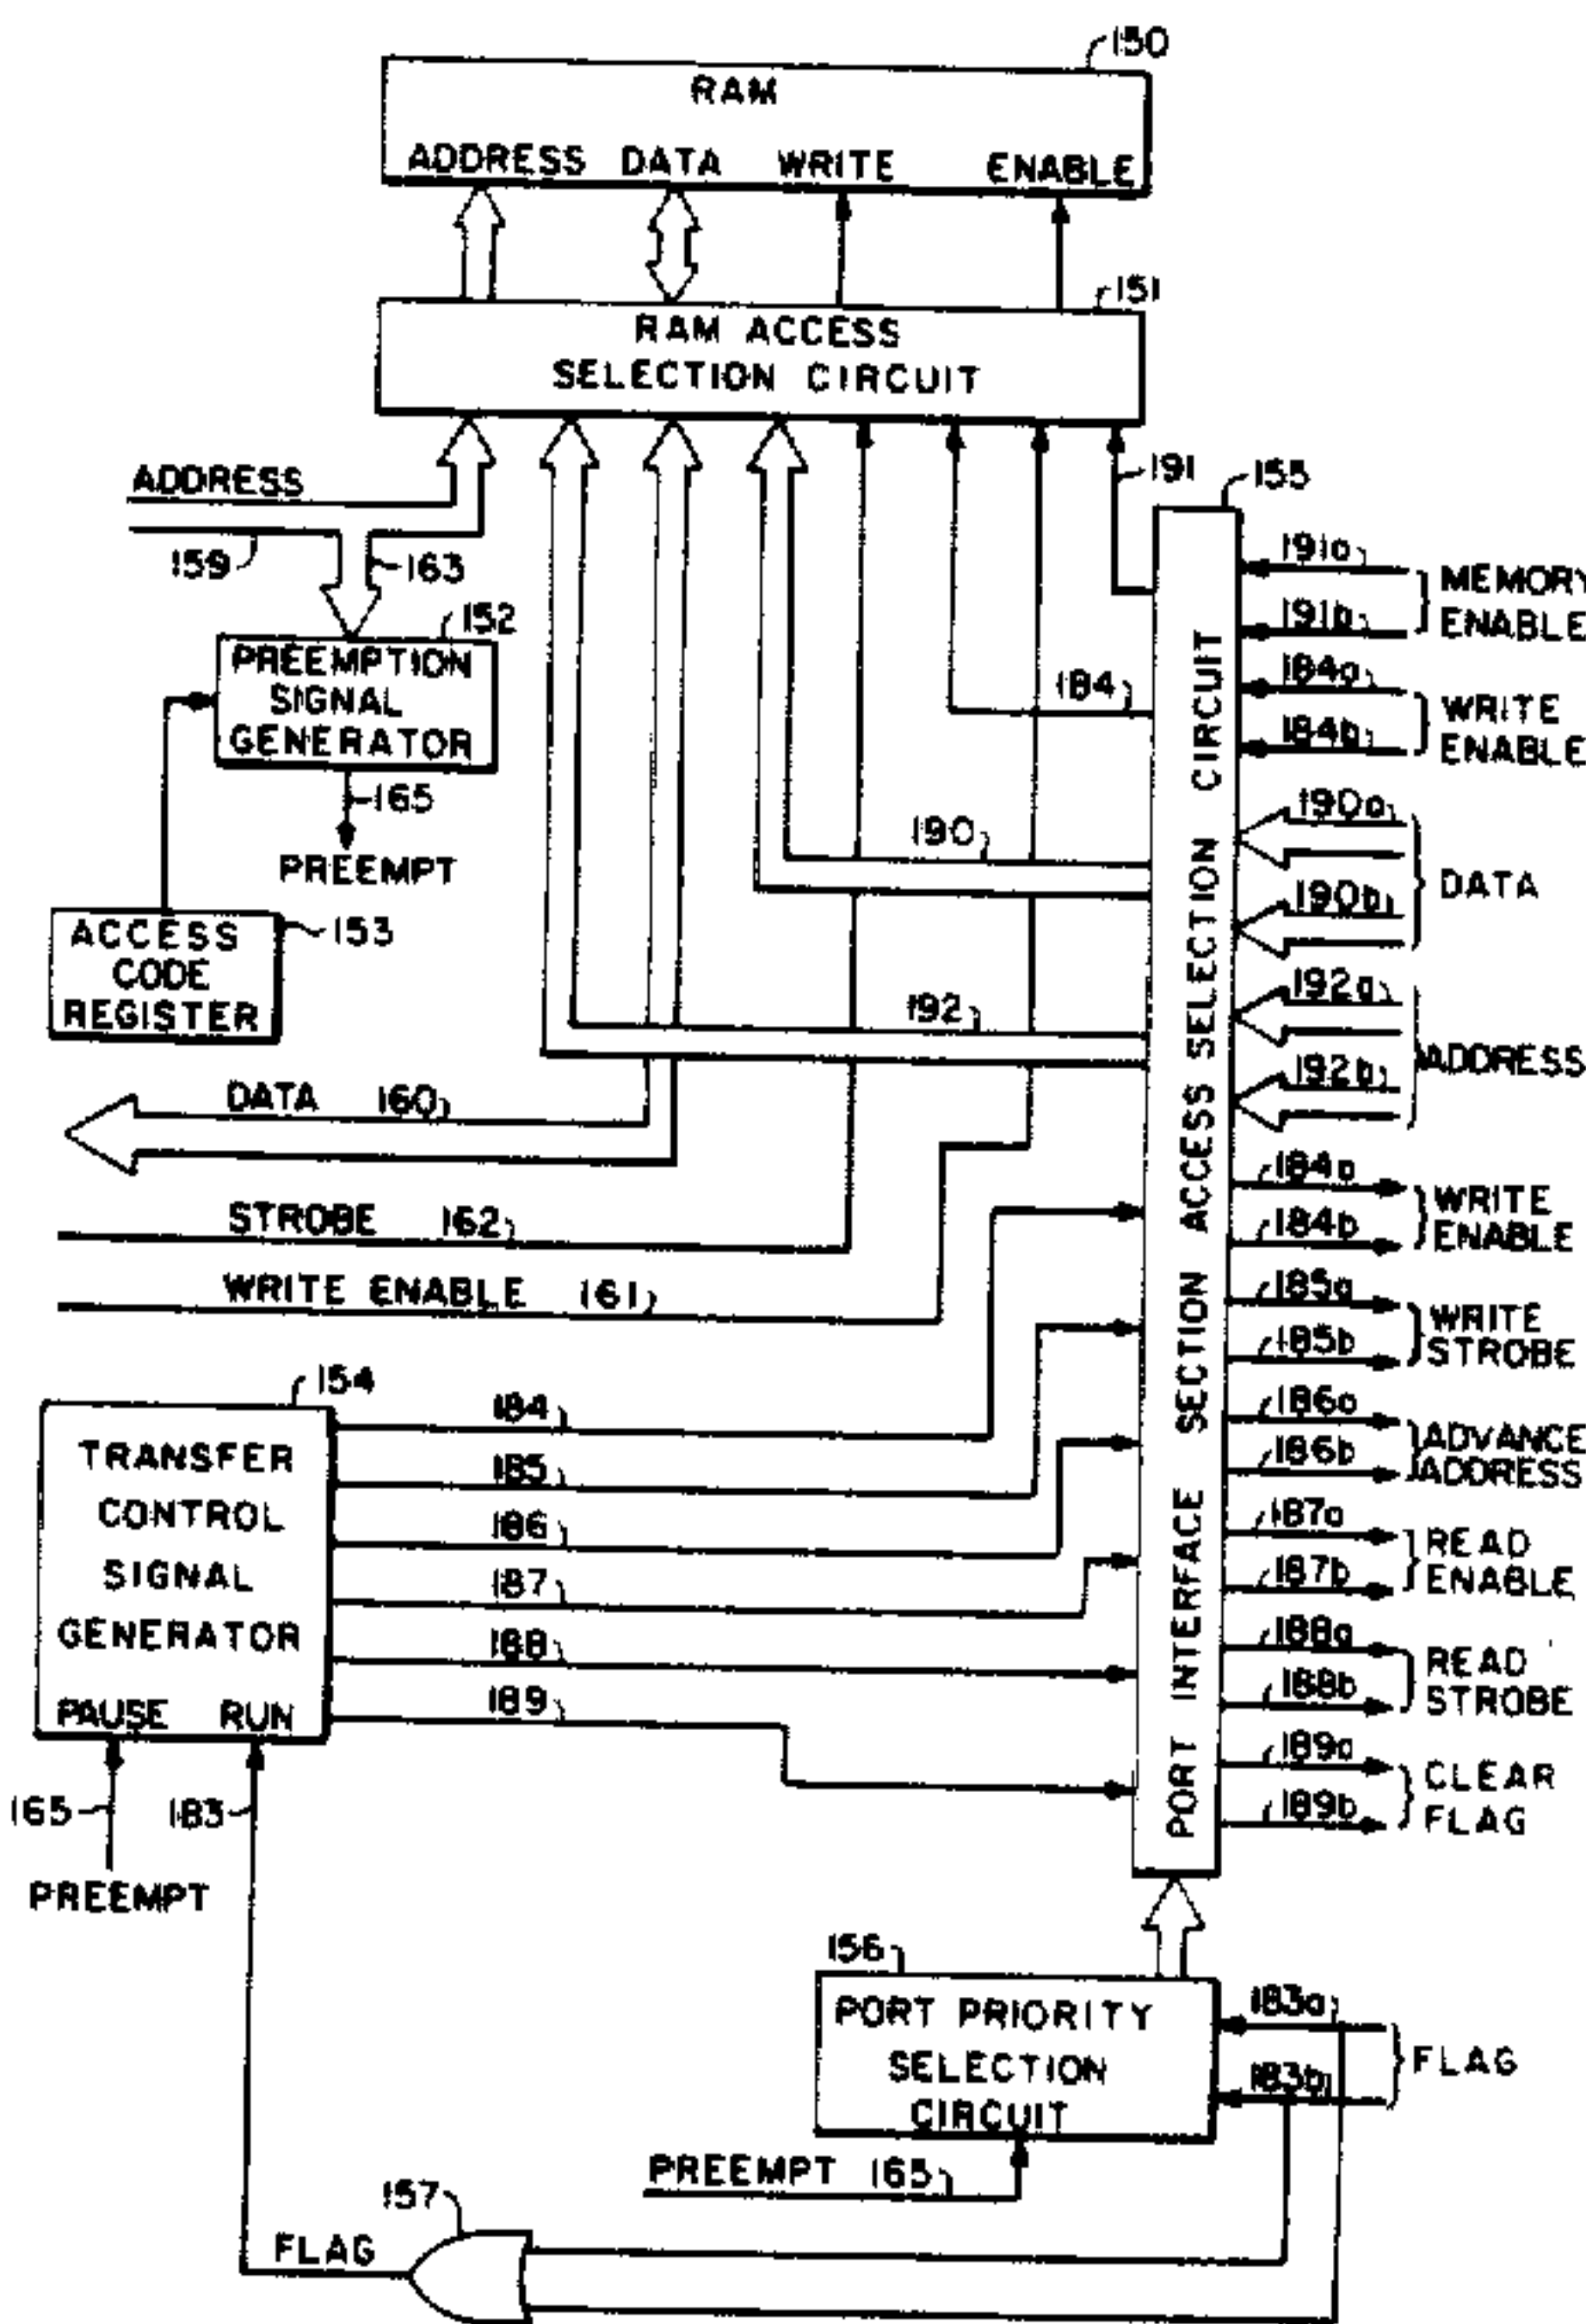 150
RAM
ADDRESS DATA WRITE ENABLE
151
RAM ACCESS
SELECTION CIRCUIT
ADDRESS
159
163
191
155
152
PREEMPTION
SIGNAL
GENERATOR
165
PREEMPT
153
ACCESS
CODE
REGISTER
184
190
192
DATA 160
STROBE 162
WRITE ENABLE 161
154
TRANSFER
CONTROL
SIGNAL
GENERATOR
PAUSE RUN
184
185
186
187
188
189
165
183
PREEMPT
PORT INTERFACE SECTION ACCESS SELECTION CIRCUIT
191a
191b
MEMORY
ENABLE
184a
184b
WRITE
ENABLE
190a
190b
DATA
192a
192b
ADDRESS
184a
184b
WRITE
ENABLE
185a
185b
WRITE
STROBE
186a
186b
ADVANCE
ADDRESS
187a
187b
READ
ENABLE
188a
188b
READ
STROBE
189a
189b
CLEAR
FLAG
156
PORT PRIORITY
SELECTION
CIRCUIT
183a
183b
FLAG
PREEMPT 165
157
FLAG